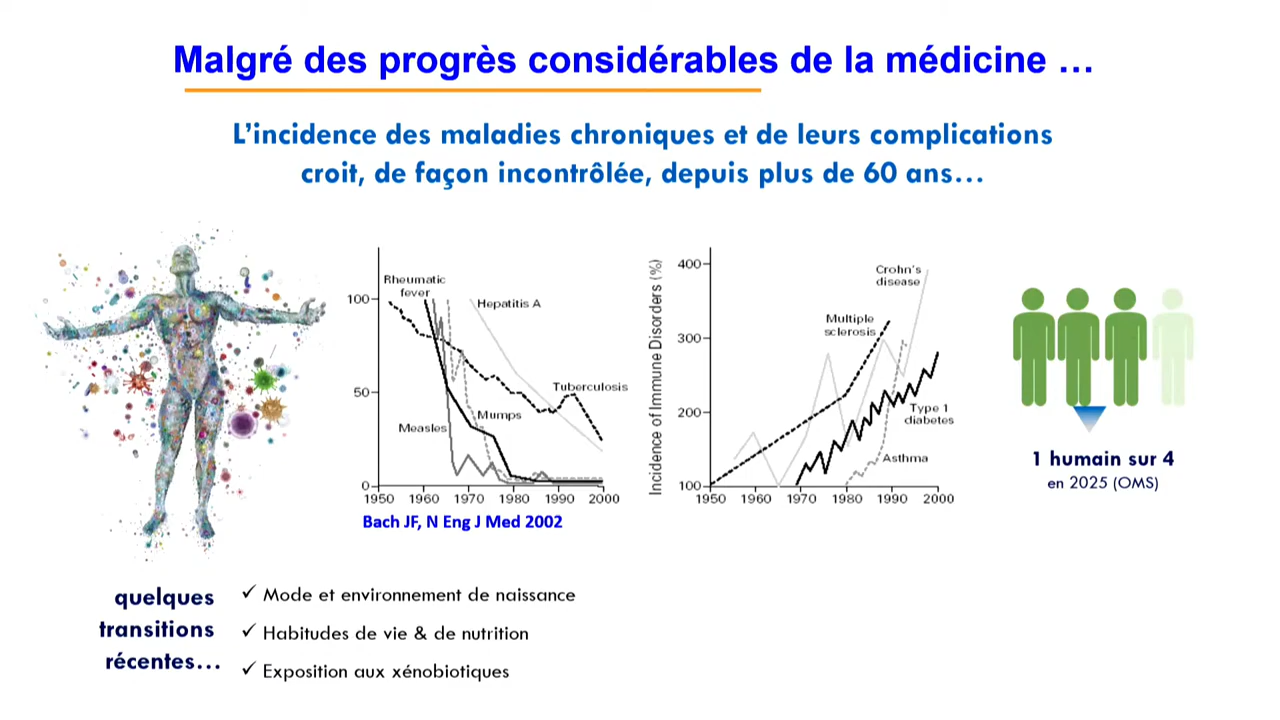 Malgré des progrès considérables de la médicine …
L'incidence des maladies chroniques et de leurs complications
croit, de façon incontrôlée, depuis plus de 60 ans…
Rheumatic
fever
Hepatitis A
Tuberculosis
Mumps
Measles
100
50
0
1950 1960 1970 1980 1990 2000
Bach JF, N Eng J Med 2002
Incidence of Immune Disorders (%)
400
300
200
100
Crohn's
disease
Multiple
sclerosis
Type 1
diabetes
Asthma
1950 1960 1970 1980 1990 2000
1 humain sur 4
en 2025 (OMS)
quelques
transitions
récentes…
✓ Mode et environnement de naissance
✓ Habitudes de vie & de nutrition
✓ Exposition aux xénobiotiques